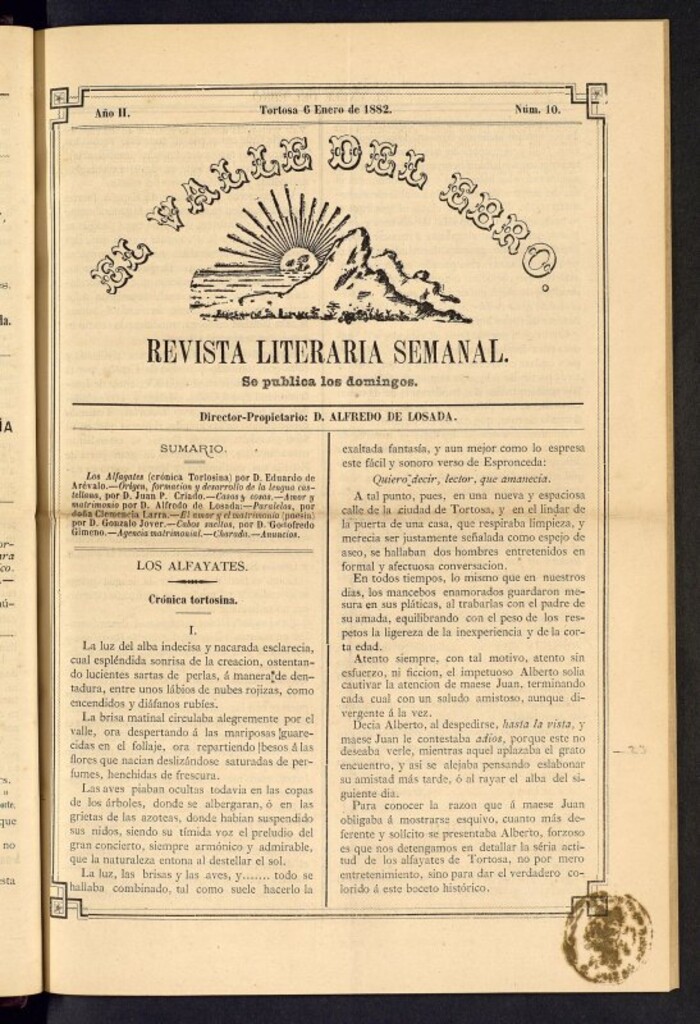 Año II.
Tortosa 6 Enero de 1882.
Núm. 10.
EL VALLE DEL EBRO.
REVISTA LITERARIA SEMANAL.
Se publica los domingos.
Director-Propietario: D. ALFREDO DE LOSADA.
SUMARIO.
Los Alfayates (crónica Tortosina) por D. Eduardo de
Arévalo.—Origen, formacion y desarrollo de la lengua cas-
tellana, por D. Juan P. Criado.—Casos y cosas.—Amor y
matrimonio por D. Alfredo de Losada:—Paralelos, por
doña Clemencia Larra.—El amor y el matrimonio (poesia)
por D. Gonzalo Jover.—Cabos sueltos, por D. Godofredo
Gimeno.—Agencia matrimonial.—Charada.—Anuncios.
LOS ALFAYATES.
Crónica tortosina.
I.
La luz del alba indecisa y nacarada esclarecia,
cual espléndida sonrisa de la creacion, ostentan-
do lucientes sartas de perlas, á manera de den-
tadura, entre unos lábios de nubes rojizas, como
encendidos y diáfanos rubíes.
La brisa matinal circulaba alegremente por el
valle, ora despertando á las mariposas guare-
cidas en el follaje, ora repartiendo besos á las
flores que nacian deslizándose saturadas de per-
fumes, henchidas de frescura.
Las aves piaban ocultas todavia en las copas
de los árboles, donde se albergaran, ó en las
grietas de las azoteas, donde habian suspendido
sus nidos, siendo su tímida voz el preludio del
gran concierto, siempre armónico y admirable,
que la naturaleza entona al destellar el sol.
La luz, las brisas y las aves, y....... todo se
hallaba combinado, tal como suele hacerlo la
exaltada fantasía, y aun mejor como lo espresa
este fácil y sonoro verso de Espronceda:
Quiero decir, lector, que amanecia.
A tal punto, pues, en una nueva y espaciosa
calle de la ciudad de Tortosa, y en el lindar de
la puerta de una casa, que respiraba limpieza, y
merecia ser justamente señalada como espejo de
aseo, se hallaban dos hombres entretenidos en
formal y afectuosa conversacion.
En todos tiempos, lo mismo que en nuestros
dias, los mancebos enamorados guardaron me-
sura en sus pláticas, al trabarlas con el padre de
su amada, equilibrando con el peso de los res-
petos la ligereza de la inexperiencia y de la cor-
ta edad.
Atento siempre, con tal motivo, atento sin
esfuerzo, ni ficcion, el impetuoso Alberto solia
cautivar la atencion de maese Juan, terminando
cada cual con un saludo amistoso, aunque di-
vergente á la vez.
Decia Alberto, al despedirse, hasta la vista, y
maese Juan le contestaba adios, porque este no
deseaba verle, mientras aquel aplazaba el grato
encuentro, y asi se alejaba pensando eslabonar
su amistad más tarde, ó al rayar el alba del si-
guiente dia.
Para conocer la razon que á maese Juan
obligaba á mostrarse esquivo, cuanto más de-
ferente y solícito se presentaba Alberto, forzoso
es que nos detengamos en detallar la séria acti-
tud de los alfayates de Tortosa, no por mero
entretenimiento, sino para dar el verdadero co-
lorido á este boceto histórico.